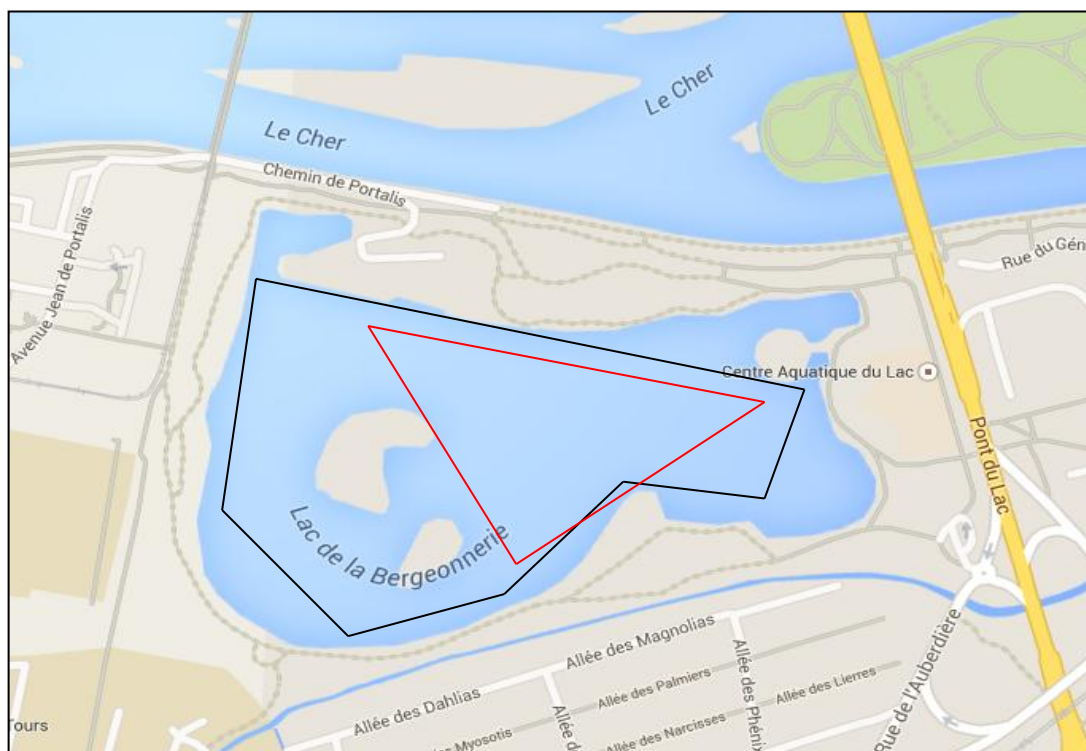 Le Cher
Le Cher
Chemin de Portalis
Avenue Jean de Portalis
Rue du Gén
Centre Aquatique du Lac
Pont du Lac
Lac de la Bergeonnerie
Allée des Magnolias
Allée des Dahlias
Allée des Palmiers
Allée des Lierres
Allée des Phénix
Rue de l'Auberdière
Allée des Narcisses
des Myosotis
Allée d
Tours